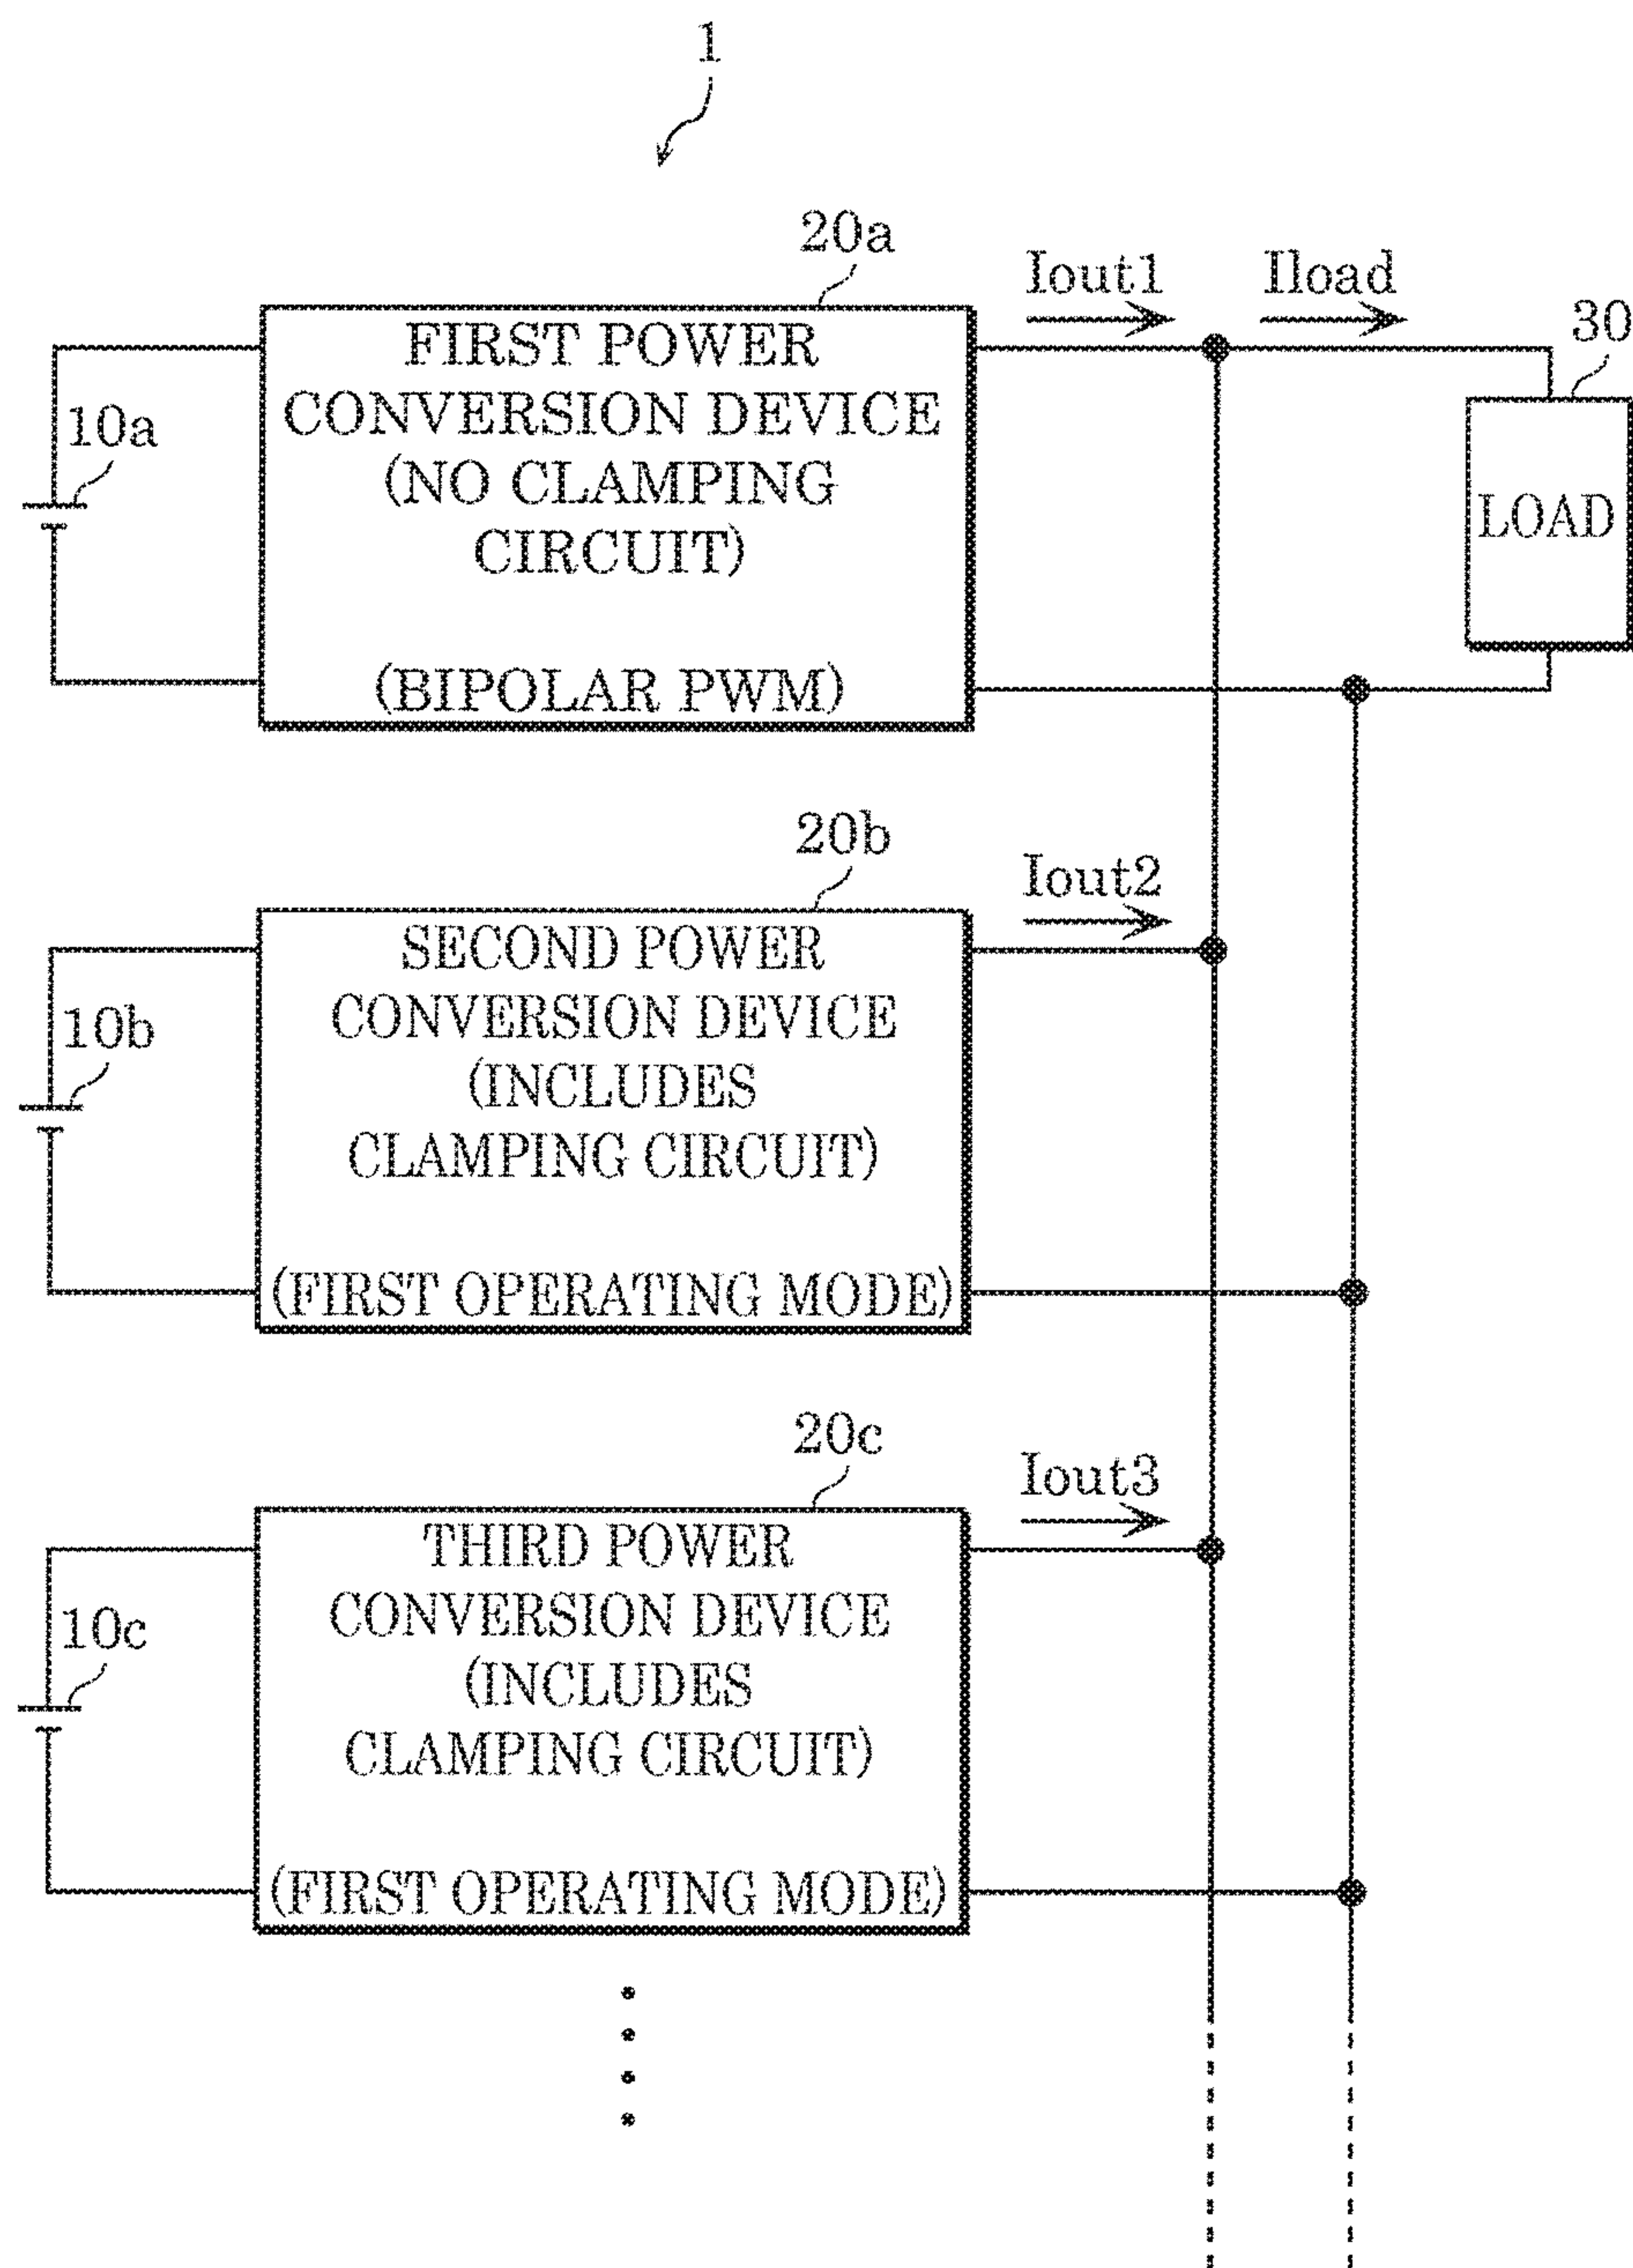 1
20a
Iout1
Iload
30
10a
FIRST POWER
CONVERSION DEVICE
(NO CLAMPING
CIRCUIT)
(BIPOLAR PWM)
LOAD
20b
Iout2
10b
SECOND POWER
CONVERSION DEVICE
(INCLUDES
CLAMPING CIRCUIT)
(FIRST OPERATING MODE)
20c
Iout3
10c
THIRD POWER
CONVERSION DEVICE
(INCLUDES
CLAMPING CIRCUIT)
(FIRST OPERATING MODE)